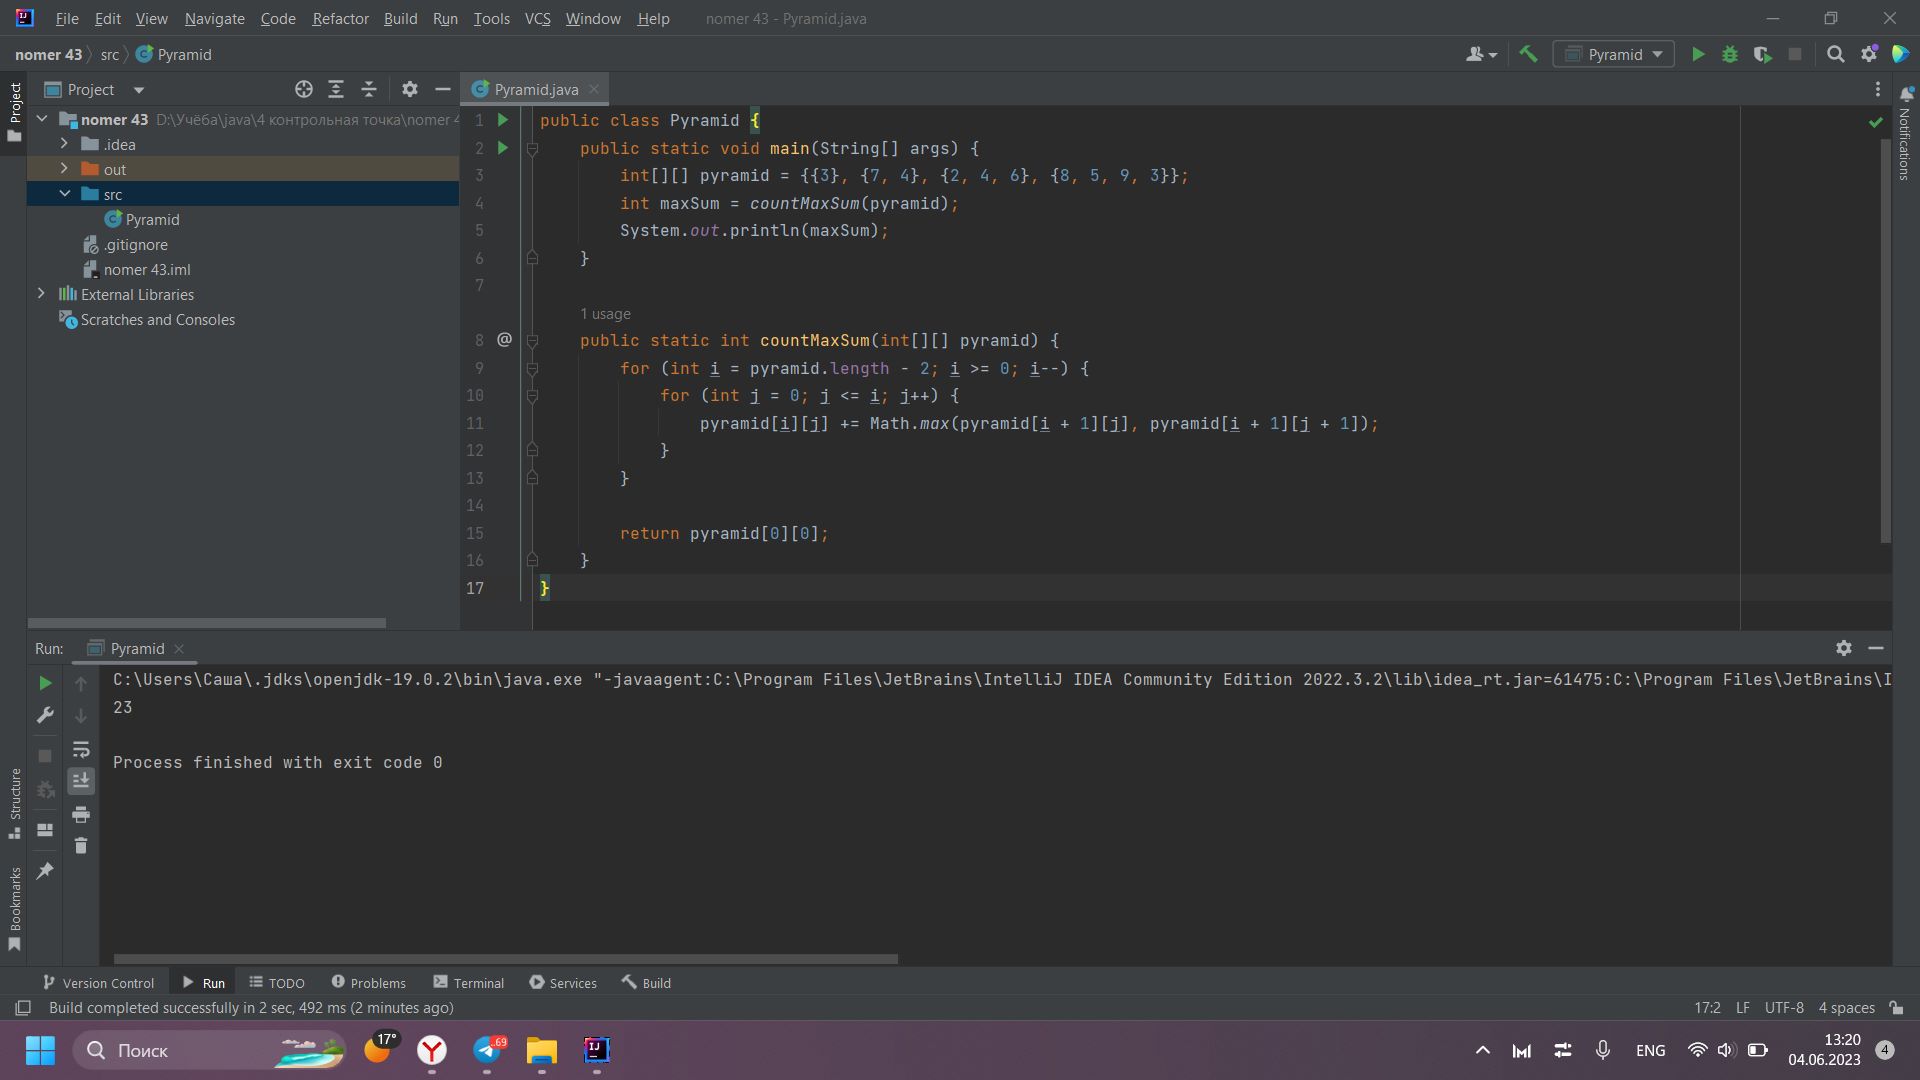 File Edit View Navigate Code Refactor Build Run Tools VCS Window Help nomer 43 - Pyramid.java
nomer 43 src Pyramid Pyramid
Project
Project
nomer 43 D:\Учёба\java\4 контрольная точка\nomer 4
.idea
out
src
Pyramid
.gitignore
nomer 43.iml
External Libraries
Scratches and Consoles
Pyramid.java
Notifications
1 public class Pyramid {
2 public static void main(String[] args) {
3 int[][] pyramid = {{3}, {7, 4}, {2, 4, 6}, {8, 5, 9, 3}};
4 int maxSum = countMaxSum(pyramid);
5 System.out.println(maxSum);
6 }
7
1 usage
8 @ public static int countMaxSum(int[][] pyramid) {
9 for (int i = pyramid.length - 2; i >= 0; i--) {
10 for (int j = 0; j <= i; j++) {
11 pyramid[i][j] += Math.max(pyramid[i + 1][j], pyramid[i + 1][j + 1]);
12 }
13 }
14
15 return pyramid[0][0];
16 }
17 }
Run: Pyramid
C:\Users\Саша\.jdks\openjdk-19.0.2\bin\java.exe "-javaagent:C:\Program Files\JetBrains\IntelliJ IDEA Community Edition 2022.3.2\lib\idea_rt.jar=61475:C:\Program Files\JetBrains\I
23
Process finished with exit code 0
Structure
Bookmarks
Version Control Run TODO Problems Terminal Services Build
Build completed successfully in 2 sec, 492 ms (2 minutes ago) 17:2 LF UTF-8 4 spaces
Поиск 17° ..69 ENG 13:20
04.06.2023 4